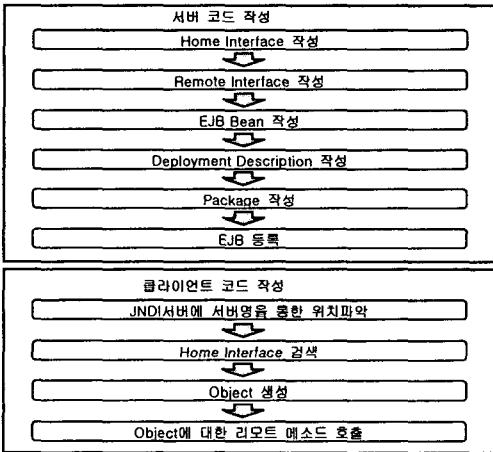 서버 코드 작성
Home Interface 작성
Remote Interface 작성
EJB Bean 작성
Deployment Description 작성
Package 작성
EJB 등록
클라이언트 코드 작성
JNDI서버에 서버명을 통한 위치파악
Home Interface 검색
Object 생성
Object에 대한 리모트 메소드 호출